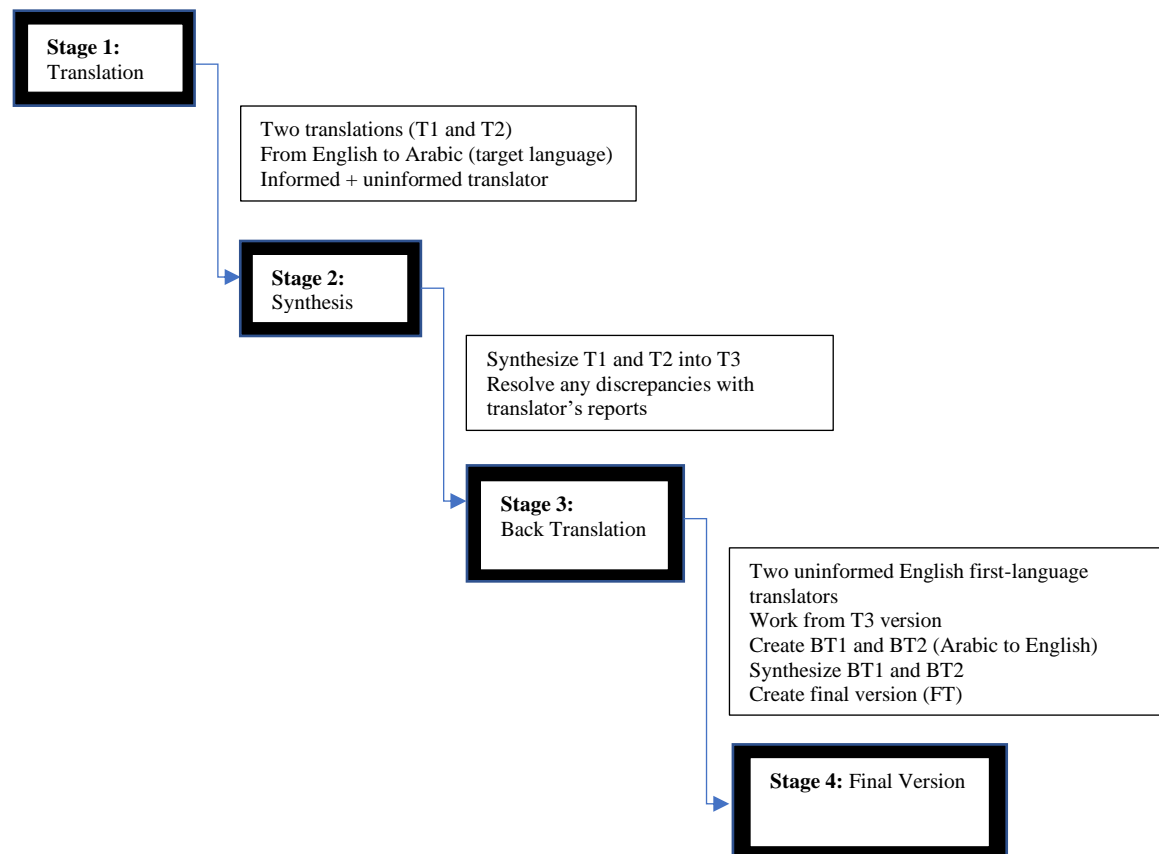 Stage 1:
Translation
Two translations (T1 and T2)
From English to Arabic (target language)
Informed + uninformed translator
Stage 2:
Synthesis
Synthesize T1 and T2 into T3
Resolve any discrepancies with
translator’s reports
Stage 3:
Back Translation
Two uninformed English first-language
translators
Work from T3 version
Create BT1 and BT2 (Arabic to English)
Synthesize BT1 and BT2
Create final version (FT)
Stage 4: Final Version